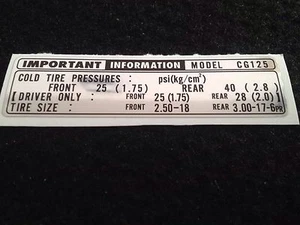 IMPORTANT INFORMATION MODEL CG125
COLD TIRE PRESSURES : psi(kg/cm²)
FRONT 25 (1.75) REAR 40 (2.8)
[DRIVER ONLY : FRONT 25 (1.75) REAR 28 (2.0)]
TIRE SIZE : FRONT 2.50-18 REAR 3.00-17-6PR